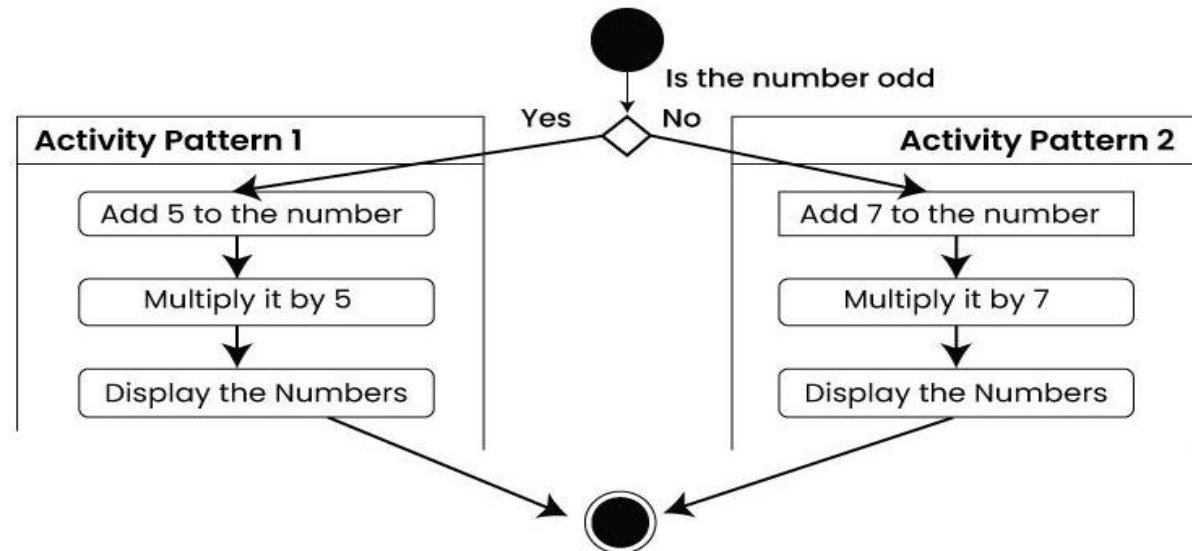 Is the number odd
Yes
No
Activity Pattern 1
Activity Pattern 2
Add 5 to the number
Multiply it by 5
Display the Numbers
Add 7 to the number
Multiply it by 7
Display the Numbers